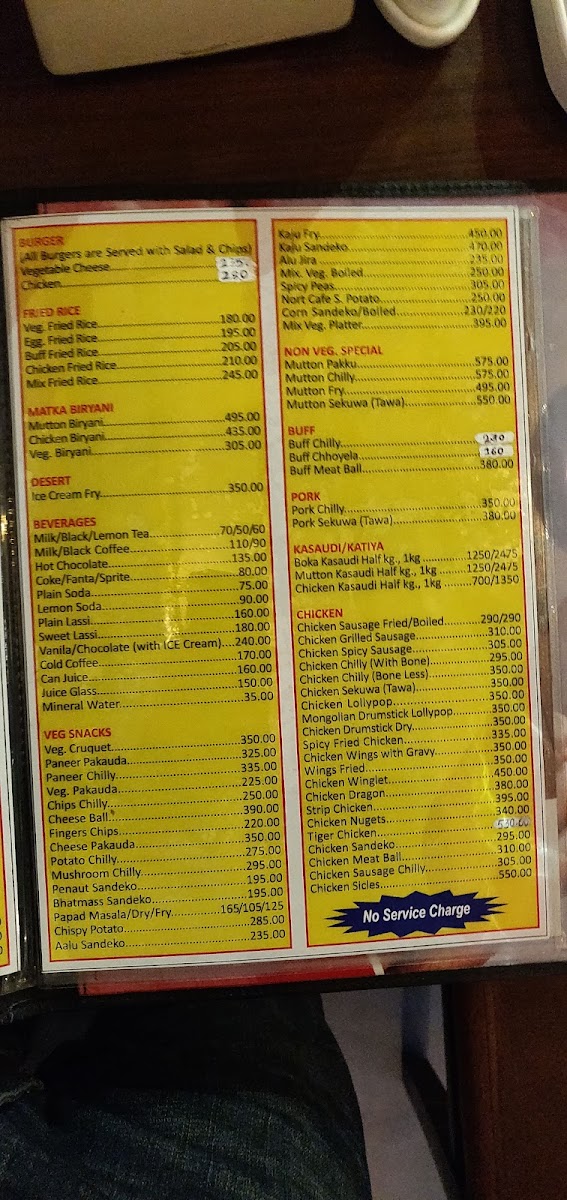 BURGER
(All Burgers are Served with Salad & Chips)
Vegetable Cheese 235.
Chicken 280
FRIED RICE
Veg. Fried Rice 180.00
Egg. Fried Rice 195.00
Buff Fried Rice 205.00
Chicken Fried Rice 210.00
Mix Fried Rice 245.00
MATKA BIRYANI
Mutton Biryani 495.00
Chicken Biryani 435.00
Veg. Biryani 305.00
DESERT
Ice Cream Fry 350.00
BEVERAGES
Milk/Black/Lemon Tea 70/50/60
Milk/Black Coffee 110/90
Hot Chocolate 135.00
Coke/Fanta/Sprite 80.00
Plain Soda 75.00
Lemon Soda 90.00
Plain Lassi 160.00
Sweet Lassi 180.00
Vanila/Chocolate (with ICE Cream) 240.00
Cold Coffee 170.00
Can Juice 160.00
Juice Glass 150.00
Mineral Water 35.00
VEG SNACKS
Veg. Cruquet 350.00
Paneer Pakauda 325.00
Paneer Chilly 335.00
Veg. Pakauda 225.00
Chips Chilly 250.00
Cheese Ball 390.00
Fingers Chips 220.00
Cheese Pakauda 350.00
Potato Chilly 275.00
Mushroom Chilly 295.00
Penaut Sandeko 195.00
Bhatmass Sandeko 195.00
Papad Masala/Dry/Fry 165/105/125
Chispy Potato 285.00
Aalu Sandeko 235.00
Kaju Fry 450.00
Kaju Sandeko 470.00
Alu Jira 235.00
Mix. Veg. Boiled 250.00
Spicy Peas 305.00
Nort Cafe S. Potato 250.00
Corn Sandeko/Boiled 230/220
Mix Veg. Platter 395.00
NON VEG. SPECIAL
Mutton Pakku 575.00
Mutton Chilly 575.00
Mutton Fry 495.00
Mutton Sekuwa (Tawa) 550.00
BUFF
Buff Chilly
Buff Chhoyela 160
Buff Meat Ball 380.00
PORK
Pork Chilly 350.00
Pork Sekuwa (Tawa) 380.00
KASAUDI/KATIYA
Boka Kasaudi Half kg., 1kg 1250/2475
Mutton Kasaudi Half kg., 1kg 1250/2475
Chicken Kasaudi Half kg., 1kg 700/1350
CHICKEN
Chicken Sausage Fried/Boiled 290/290
Chicken Grilled Sausage 310.00
Chicken Spicy Sausage 305.00
Chicken Chilly (With Bone) 295.00
Chicken Chilly (Bone Less) 350.00
Chicken Sekuwa (Tawa) 350.00
Chicken Lollypop 350.00
Mongolian Drumstick Lollypop 350.00
Chicken Drumstick Dry 350.00
Spicy Fried Chicken 335.00
Chicken Wings with Gravy 350.00
Wings Fried 350.00
Chicken Winglet 450.00
Chicken Dragon 380.00
Strip Chicken 395.00
Chicken Nugets 340.00
Tiger Chicken
Chicken Sandeko 295.00
Chicken Meat Ball 310.00
Chicken Sausage Chilly 305.00
Chicken Sicles 550.00
No Service Charge